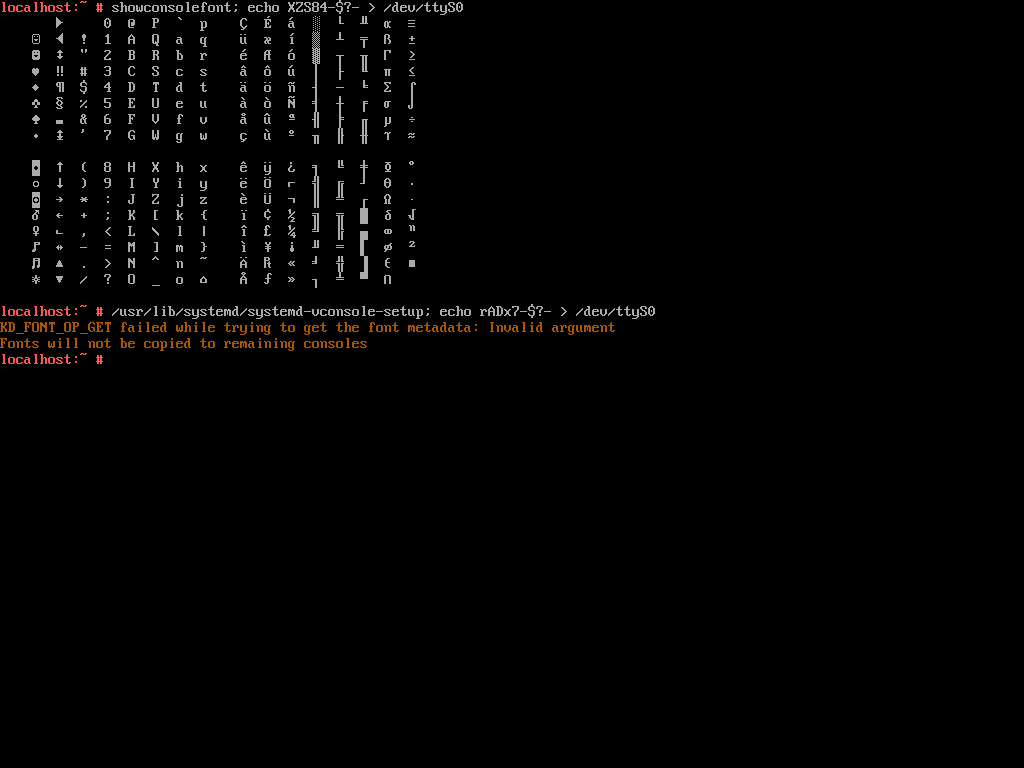 localhost:~ # showconsolefont; echo XZS84-$?- > /dev/ttyS0
► 0 @ P ` p Ç É á ░ └ ╨ α ≡
☺ ◄ ! 1 A Q a q ü æ í ▒ ┴ ╤ ß ±
☻ ↕ " 2 B R b r é Æ ó ▓ ┬ ╥ Γ ≥
♥ ‼ # 3 C S c s â ô ú │ ├ ╙ π ≤
♦ ¶ $ 4 D T d t ä ö ñ ┤ ─ ╘ Σ ⌠
♣ § % 5 E U e u à ò Ñ ╡ ┼ ╒ σ ⌡
♠ ▬ & 6 F V f v å û ª ╢ ╞ ╓ µ ÷
• ↨ ' 7 G W g w ç ù º ╖ ╟ ╫ τ ≈
◘ ↑ ( 8 H X h x ê ÿ ¿ ╕ ╚ ╪ Φ °
○ ↓ ) 9 I Y i y ë Ö ⌐ ╣ ╔ ┘ Θ ∙
◙ → * : J Z j z è Ü ¬ ║ ╩ ┌ Ω ·
♂ ← + ; K [ k { ï ¢ ½ ╗ ╦ █ δ √
♀ ∟ , < L \ l | î £ ¼ ╝ ╠ ▄ ∞ ⁿ
♪ ↔ - = M ] m } ì ¥ ¡ ╜ ═ ▌ ø ²
♫ ▲ . > N ^ n ~ Ä ₧ « ╛ ╬ ▐ ε ■
☼ ▼ / ? O _ o ⌂ Å ƒ » ┐ ╧ ▀ ∩
localhost:~ # /usr/lib/systemd/systemd-vconsole-setup; echo rADx7-$?- > /dev/ttyS0
KD_FONT_OP_GET failed while trying to get the font metadata: Invalid argument
Fonts will not be copied to remaining consoles
localhost:~ #